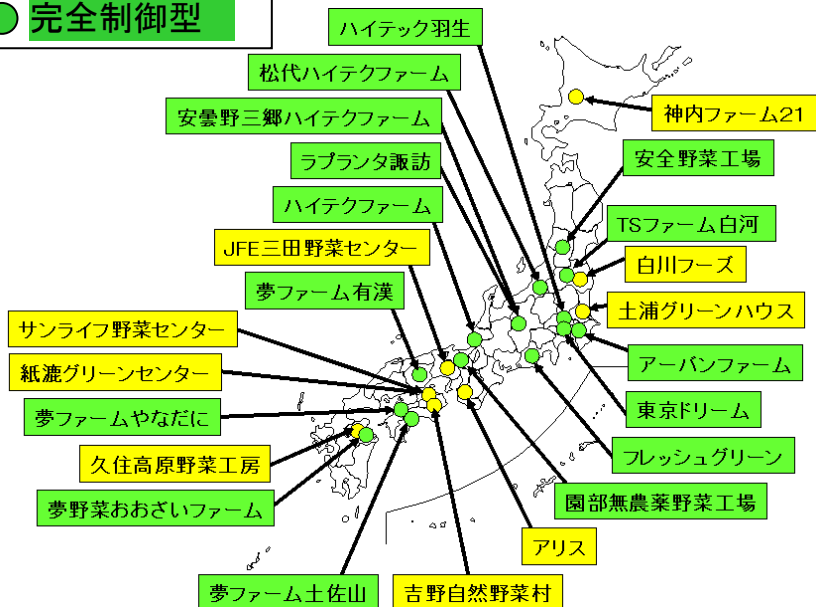 完全制御型
ハイテック羽生
松代ハイテクファーム
神内ファーム21
安曇野三郷ハイテクファーム
安全野菜工場
ラプランタ諏訪
ハイテクファーム
TSファーム白河
JFE三田野菜センター
白川フーズ
夢ファーム有漢
土浦グリーンハウス
サンライフ野菜センター
アーバンファーム
紙漉グリーンセンター
夢ファームやなだに
東京ドリーム
久住高原野菜工房
フレッシュグリーン
夢野菜おおざいファーム
園部無農薬野菜工場
アリス
夢ファーム土佐山
吉野自然野菜村